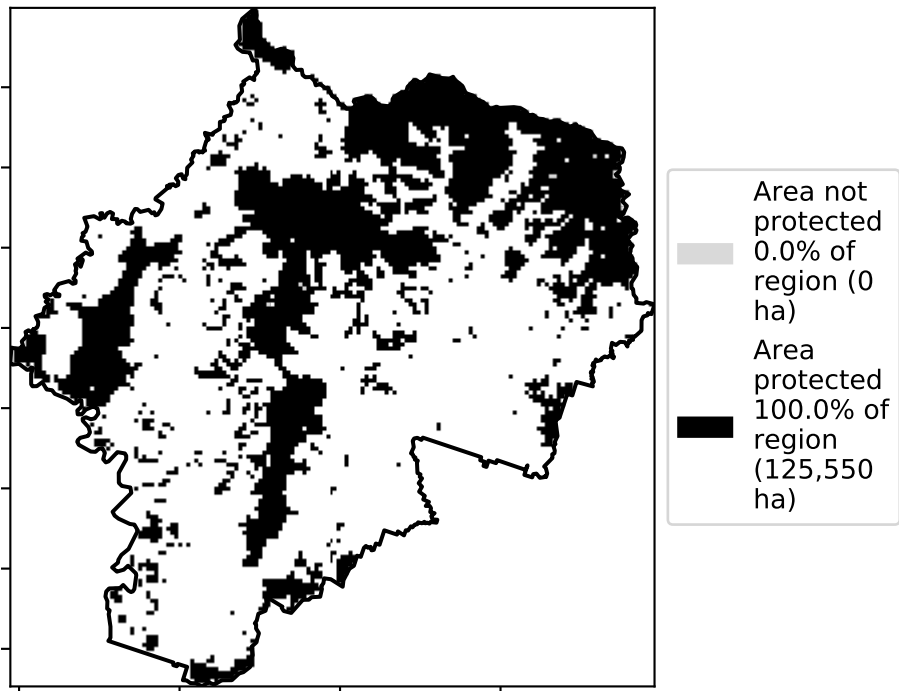 Area not
protected
0.0% of
region (0
ha)
Area
protected
100.0% of
region
(125,550
ha)